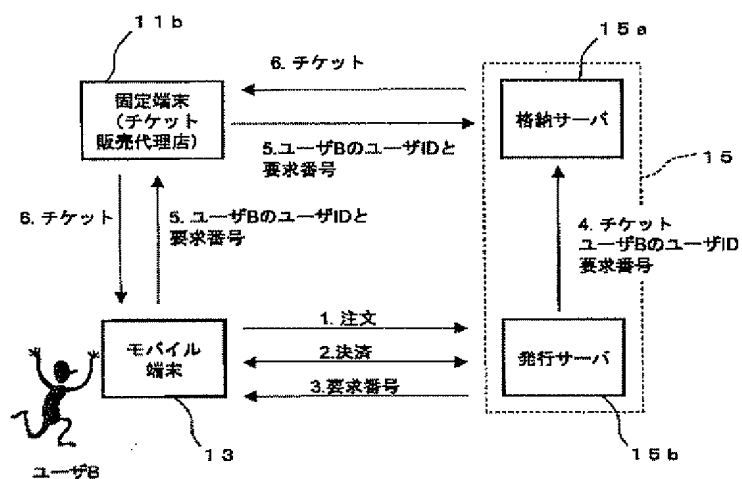 11b
固定端末
(チケット
販売代理店)
6. チケット
5.ユーザBのユーザIDと
要求番号
15a
格納サーバ
15
6. チケット
5. ユーザBのユーザIDと
要求番号
4. チケット
ユーザBのユーザID
要求番号
モバイル
端末
1. 注文
2.決済
3.要求番号
発行サーバ
ユーザB
13
15b